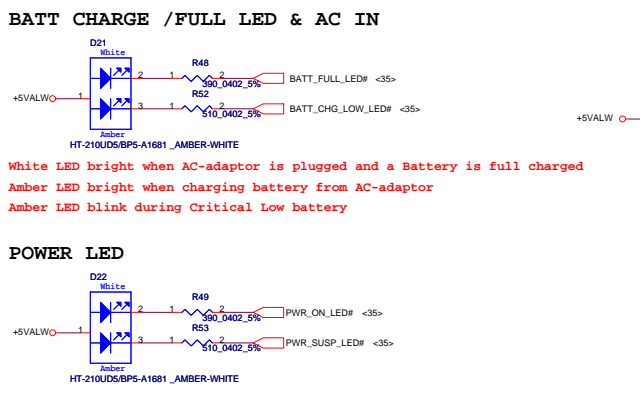 BATT CHARGE /FULL LED & AC IN
D21
White
R48
2 1 2
390_0402_5%
BATT_FULL_LED# <35>
+5VALW 1
R52
3 1 2
510_0402_5%
BATT_CHG_LOW_LED# <35>
+5VALW
Amber
HT-210UD5/BP5-A1681 _AMBER-WHITE
White LED bright when AC-adaptor is plugged and a Battery is full charged
Amber LED bright when charging battery from AC-adaptor
Amber LED blink during Critical Low battery
POWER LED
D22
White
R49
2 1 2
390_0402_5%
PWR_ON_LED# <35>
+5VALW 1
R53
3 1 2
510_0402_5%
PWR_SUSP_LED# <35>
Amber
HT-210UD5/BP5-A1681 _AMBER-WHITE